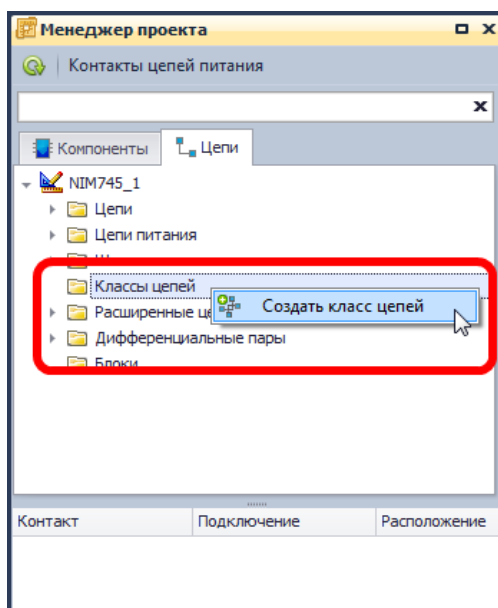 Менеджер проекта
Контакты цепей питания
Компоненты Цепи
NIM745_1
Цепи
Цепи питания
Классы цепей
Создать класс цепей
Расширенные
Дифференциальные пары
Блоки
Контакт Подключение Расположение